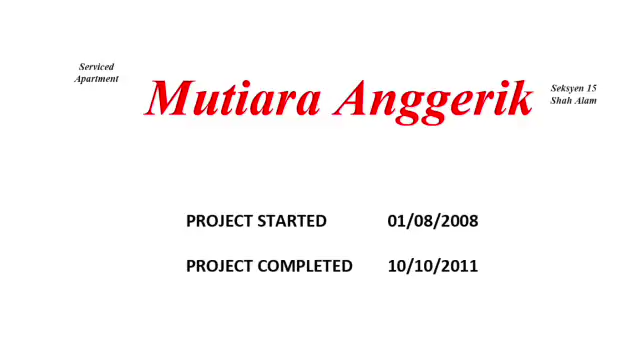 Serviced
Apartment
Mutiara Anggerik
Seksyen 15
Shah Alam
PROJECT STARTED 01/08/2008
PROJECT COMPLETED 10/10/2011